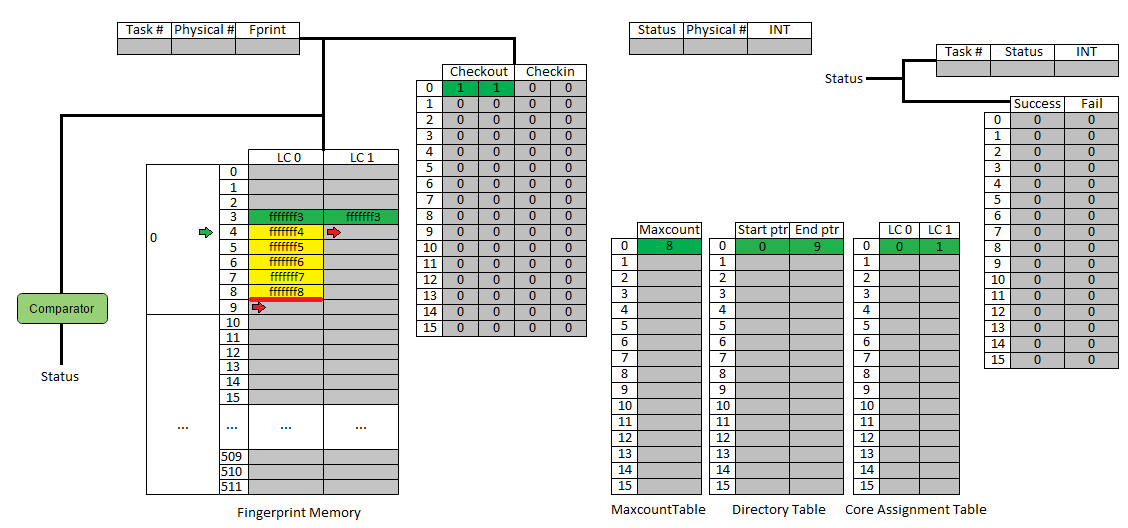 Task # Physical # Fprint
Status Physical # INT
Task # Status INT
Status
Checkout Checkin
0 1 1 0 0
1 0 0 0 0
2 0 0 0 0
3 0 0 0 0
4 0 0 0 0
5 0 0 0 0
6 0 0 0 0
7 0 0 0 0
8 0 0 0 0
9 0 0 0 0
10 0 0 0 0
11 0 0 0 0
12 0 0 0 0
13 0 0 0 0
14 0 0 0 0
15 0 0 0 0
Success Fail
0 0 0
1 0 0
2 0 0
3 0 0
4 0 0
5 0 0
6 0 0
7 0 0
8 0 0
9 0 0
10 0 0
11 0 0
12 0 0
13 0 0
14 0 0
15 0 0
LC 0 LC 1
0
0
1
2
3 fffffff3 fffffff3
4 fffffff4
5 fffffff5
6 fffffff6
7 fffffff7
8 fffffff8
9
10
11
12
13
14
15
... ... ... ...
509
510
511
Fingerprint Memory
Comparator
Status
Maxcount
0 8
1
2
3
4
5
6
7
8
9
10
11
12
13
14
15
MaxcountTable
Start ptr End ptr
0 0 9
1
2
3
4
5
6
7
8
9
10
11
12
13
14
15
Directory Table
LC 0 LC 1
0 0 1
1
2
3
4
5
6
7
8
9
10
11
12
13
14
15
Core Assignment Table